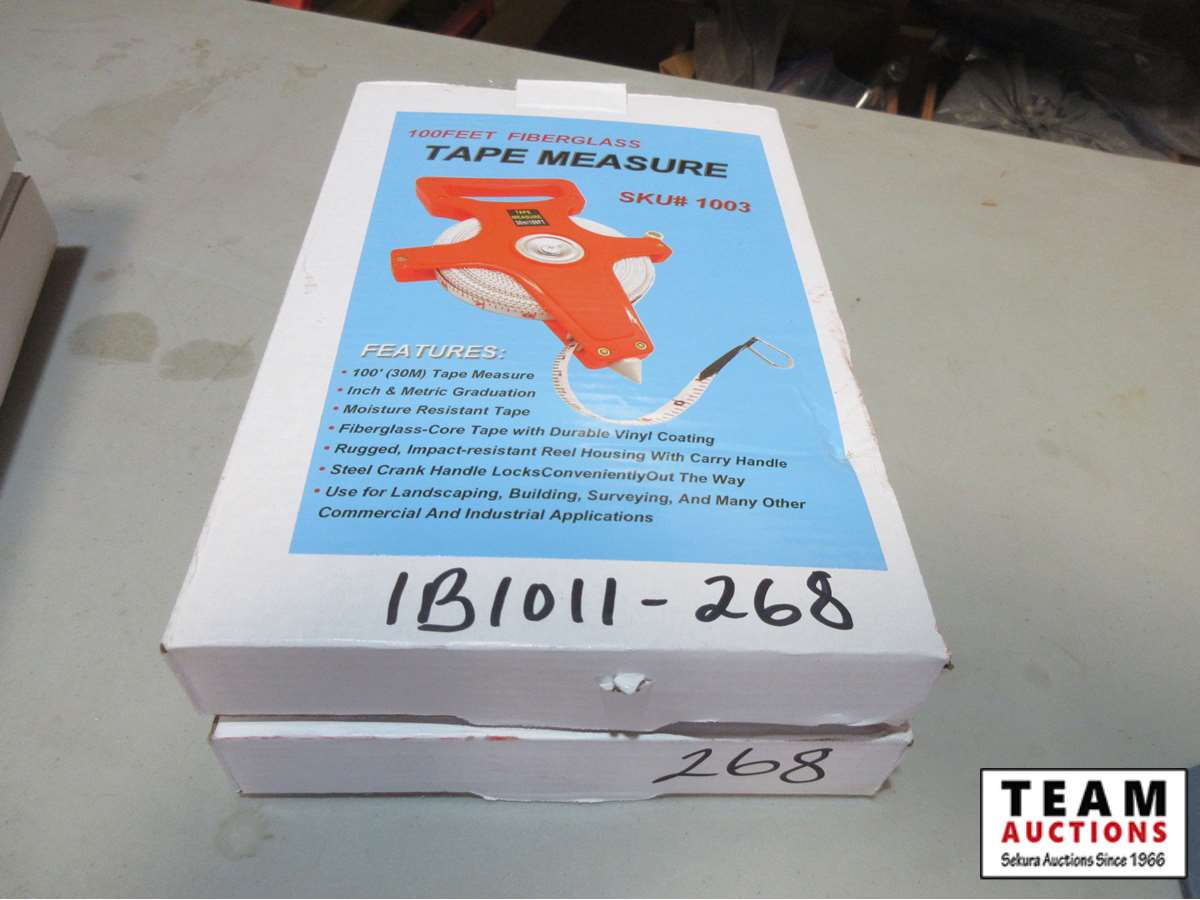 100FEET FIBERGLASS
TAPE MEASURE
SKU# 1003
TAPE
MEASURE
FEATURES:
• 100' (30M) Tape Measure
• Inch & Metric Graduation
• Moisture Resistant Tape
• Fiberglass-Core Tape with Durable Vinyl Coating
• Rugged, Impact-resistant Reel Housing With Carry Handle
• Steel Crank Handle LocksConvenientlyOut The Way
• Use for Landscaping, Building, Surveying, And Many Other
Commercial And Industrial Applications
1B1011-268
268
TEAM
AUCTIONS
Sekura Auctions Since 1966